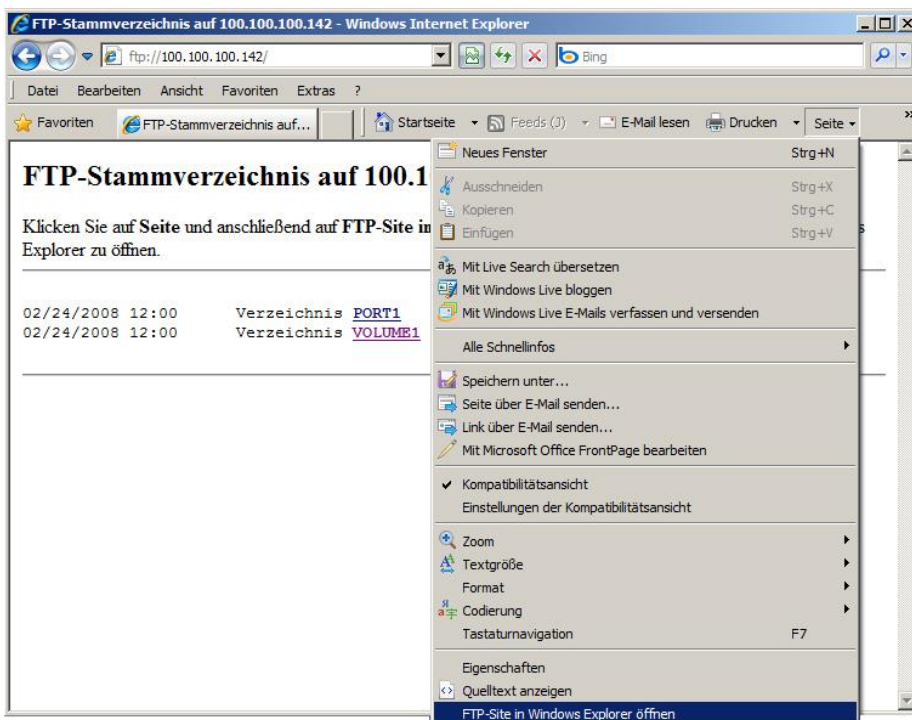 FTP-Stammverzeichnis auf 100.100.100.142 - Windows Internet Explorer
ftp://100.100.100.142/
Bing
Datei Bearbeiten Ansicht Favoriten Extras ?
Favoriten FTP-Stammverzeichnis auf... Startseite Feeds (J) E-Mail lesen Drucken Seite »
FTP-Stammverzeichnis auf 100.1
Klicken Sie auf Seite und anschließend auf FTP-Site in
Explorer zu öffnen.
02/24/2008 12:00 Verzeichnis PORT1
02/24/2008 12:00 Verzeichnis VOLUME1
Neues Fenster Strg+N
Ausschneiden Strg+X
Kopieren Strg+C
Einfügen Strg+V
Mit Live Search übersetzen
Mit Windows Live bloggen
Mit Windows Live E-Mails verfassen und versenden
Alle Schnellinfos
Speichern unter...
Seite über E-Mail senden...
Link über E-Mail senden...
Mit Microsoft Office FrontPage bearbeiten
Kompatibilitätsansicht
Einstellungen der Kompatibilitätsansicht
Zoom
Textgröße
Format
Codierung
Tastaturnavigation F7
Eigenschaften
Quelltext anzeigen
FTP-Site in Windows Explorer öffnen